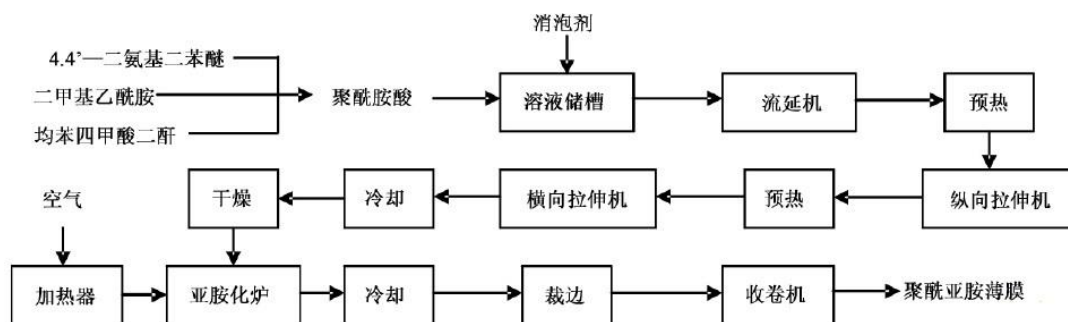 消泡剂
4.4'—二氨基二苯醚
二甲基乙酰胺
均苯四甲酸二酐
聚酰胺酸
溶液储槽
流延机
预热
空气
干燥
冷却
横向拉伸机
预热
纵向拉伸机
加热器
亚胺化炉
冷却
裁边
收卷机
聚酰亚胺薄膜